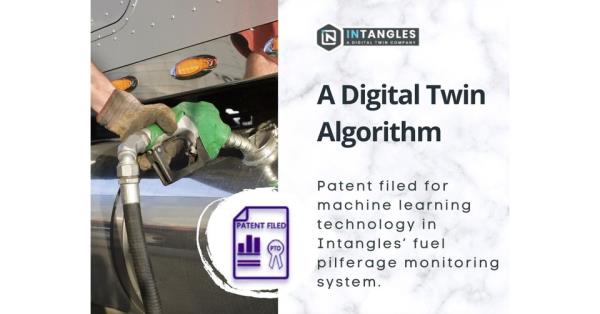 INTANGLES
A DIGITAL TWIN COMPANY
A Digital Twin
Algorithm
Patent filed for
machine learning
technology in
Intangles' fuel
pilferage monitoring
system.
PATENT FILED
PTO